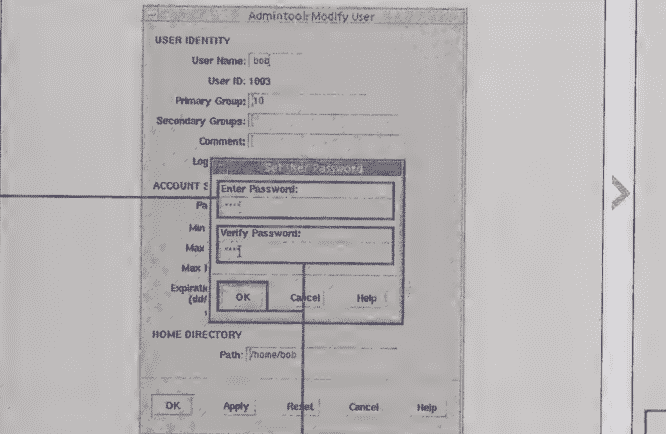 Admintool: Modify User
USER IDENTITY
User Name: bob
User ID: 1003
Primary Group: 10
Secondary Groups:
Comment:
Log
Set User Password
ACCOUNT S
Enter Password:
Pa ****
Min Verify Password:
Max ****
Max I
Expirati
(dd/
OK Cancel Help
HOME DIRECTORY
Path: /home/bob
OK Apply Reset Cancel Help